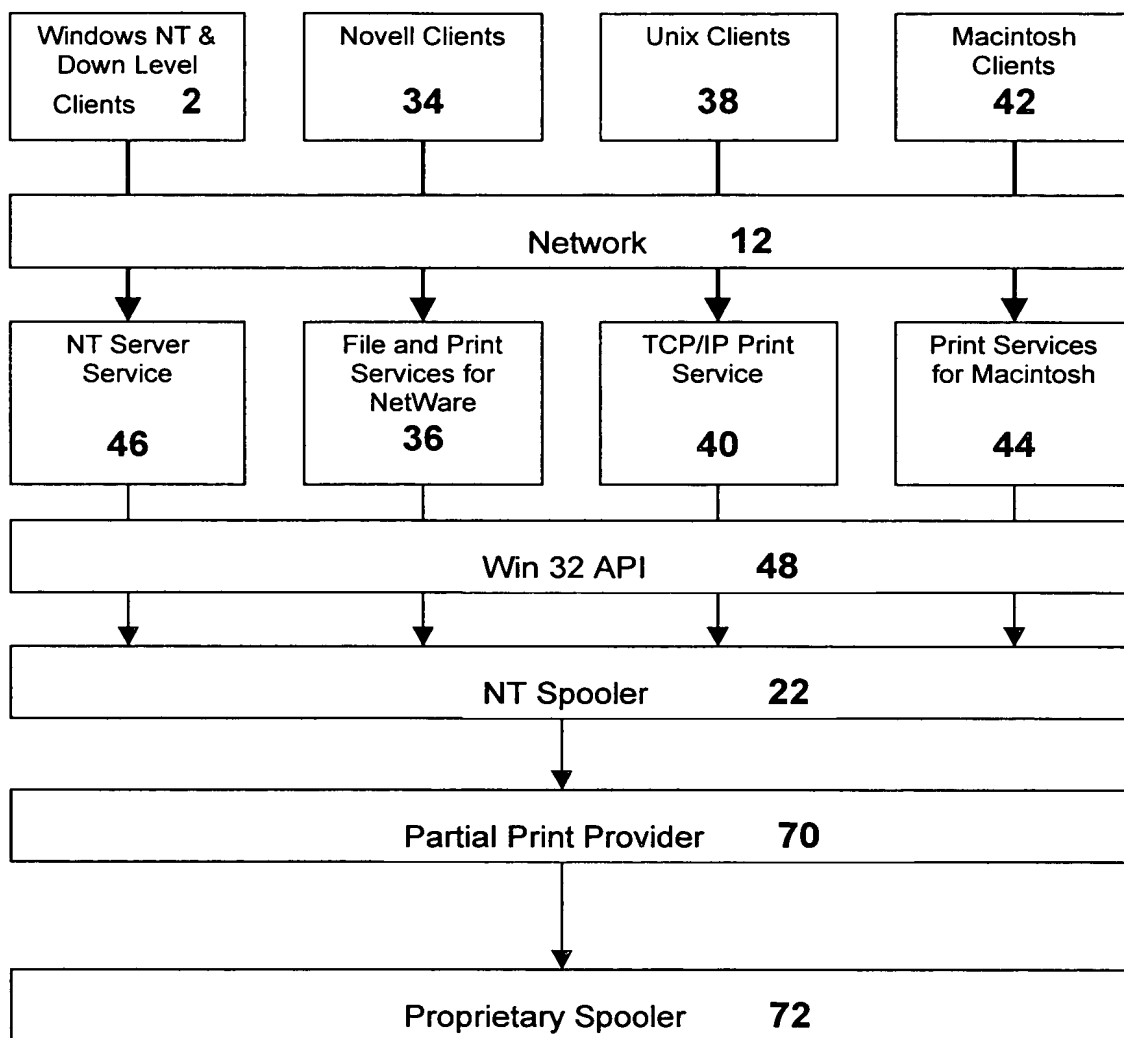 Windows NT &
Down Level
Clients 2
Novell Clients
34
Unix Clients
38
Macintosh
Clients
42
Network 12
NT Server
Service
46
File and Print
Services for
NetWare
36
TCP/IP Print
Service
40
Print Services
for Macintosh
44
Win 32 API 48
NT Spooler 22
Partial Print Provider 70
Proprietary Spooler 72